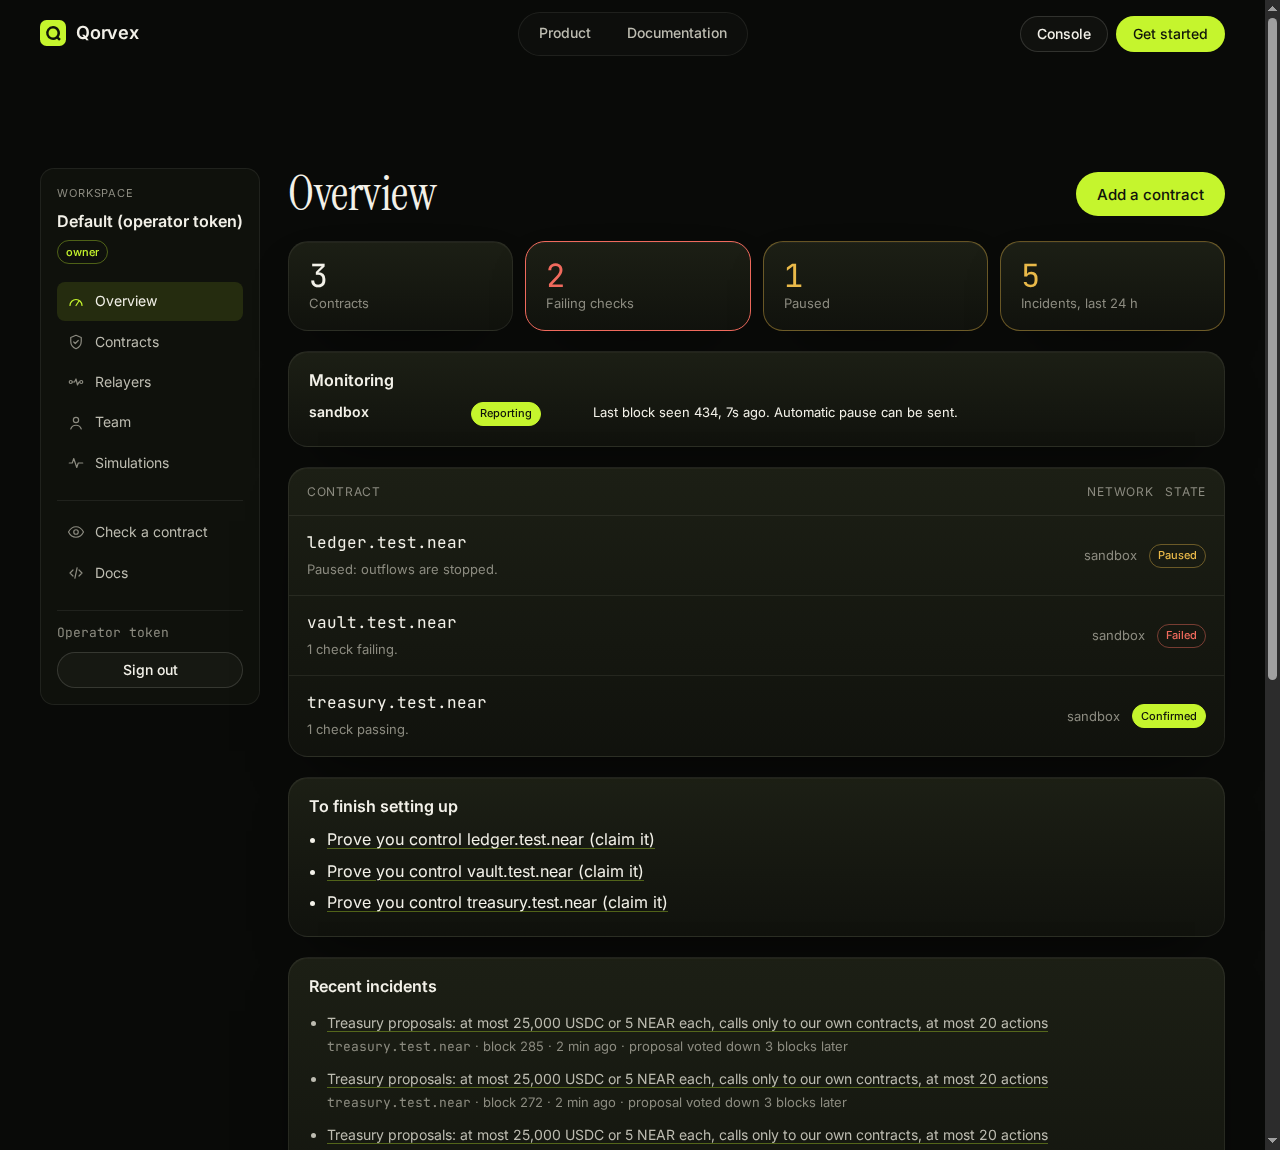 Qorvex
Product
Documentation
Console
Get started
WORKSPACE
Default (operator token)
owner
Overview
Contracts
Relayers
Team
Simulations
Check a contract
Docs
Operator token
Sign out
Overview
Add a contract
3
Contracts
2
Failing checks
1
Paused
5
Incidents, last 24 h
Monitoring
sandbox Reporting Last block seen 434, 7s ago. Automatic pause can be sent.
CONTRACT NETWORK STATE
ledger.test.near
Paused: outflows are stopped.
sandbox Paused
vault.test.near
1 check failing.
sandbox Failed
treasury.test.near
1 check passing.
sandbox Confirmed
To finish setting up
• Prove you control ledger.test.near (claim it)
• Prove you control vault.test.near (claim it)
• Prove you control treasury.test.near (claim it)
Recent incidents
• Treasury proposals: at most 25,000 USDC or 5 NEAR each, calls only to our own contracts, at most 20 actions
treasury.test.near · block 285 · 2 min ago · proposal voted down 3 blocks later
• Treasury proposals: at most 25,000 USDC or 5 NEAR each, calls only to our own contracts, at most 20 actions
treasury.test.near · block 272 · 2 min ago · proposal voted down 3 blocks later
• Treasury proposals: at most 25,000 USDC or 5 NEAR each, calls only to our own contracts, at most 20 actions